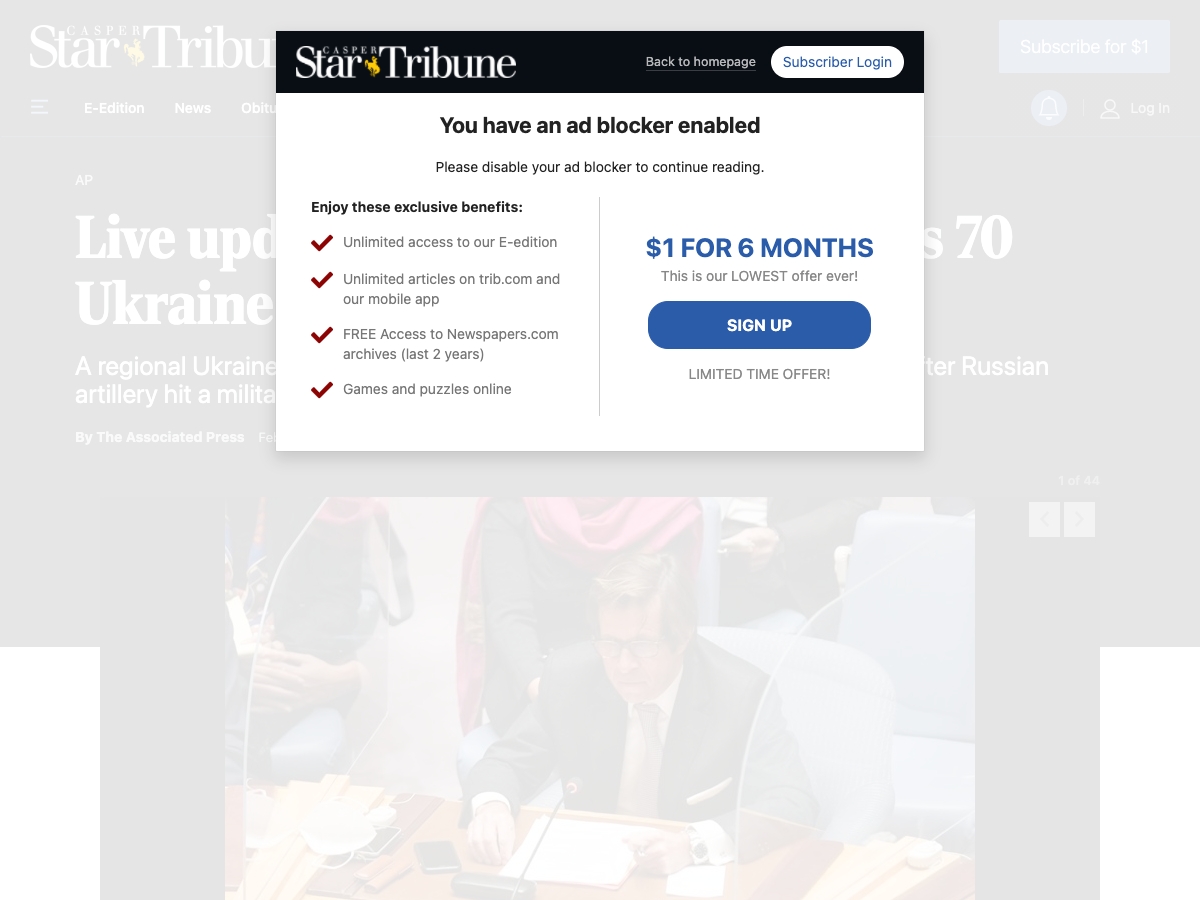 CASPER
Star Tribu
Subscribe for $1
E-Edition News Obitu
Log In
CASPER
Star Tribune
Back to homepage
Subscriber Login
You have an ad blocker enabled
Please disable your ad blocker to continue reading.
Enjoy these exclusive benefits:
Unlimited access to our E-edition
Unlimited articles on trib.com and
our mobile app
FREE Access to Newspapers.com
archives (last 2 years)
Games and puzzles online
$1 FOR 6 MONTHS
This is our LOWEST offer ever!
SIGN UP
LIMITED TIME OFFER!
AP
Live upd s 70
Ukraine
A regional Ukraine ter Russian
artillery hit a milita
By The Associated Press Fe
1 of 44